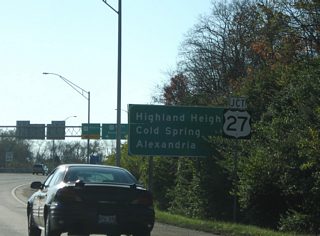 Highland Heigh
Cold Spring
Alexandria
JCT
27